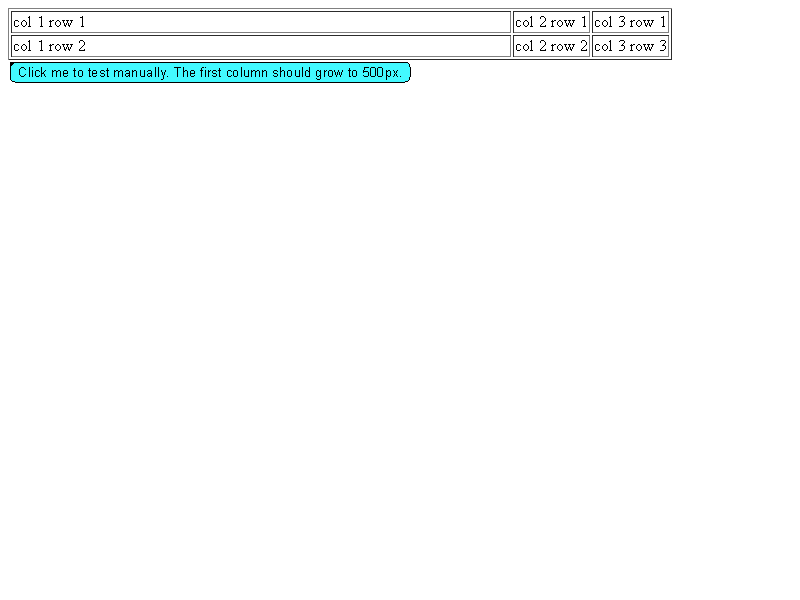 col 1 row 1 col 2 row 1 col 3 row 1
col 1 row 2 col 2 row 2 col 3 row 3
Click me to test manually. The first column should grow to 500px.